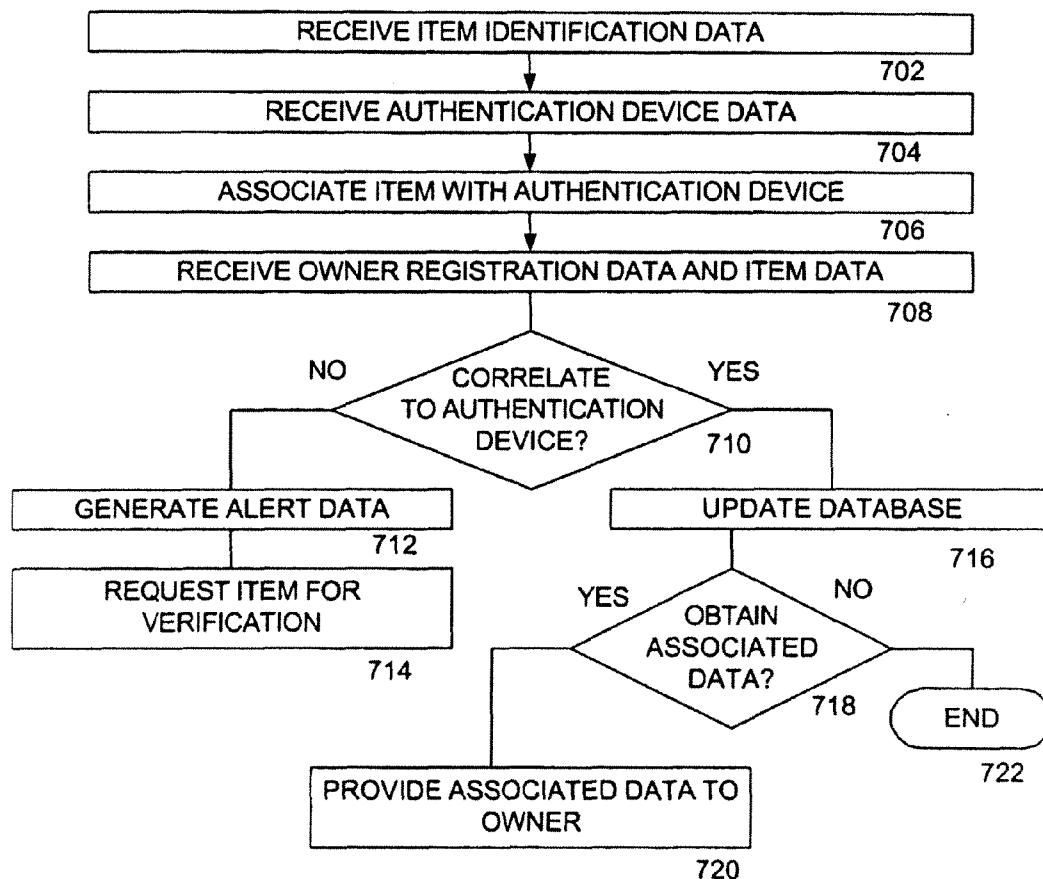 RECEIVE ITEM IDENTIFICATION DATA
702
RECEIVE AUTHENTICATION DEVICE DATA
704
ASSOCIATE ITEM WITH AUTHENTICATION DEVICE
706
RECEIVE OWNER REGISTRATION DATA AND ITEM DATA
708
NO
YES
CORRELATE
TO AUTHENTICATION
DEVICE?
710
GENERATE ALERT DATA
712
REQUEST ITEM FOR
VERIFICATION
714
UPDATE DATABASE
716
YES
NO
OBTAIN
ASSOCIATED
DATA?
718
END
722
PROVIDE ASSOCIATED DATA TO
OWNER
720